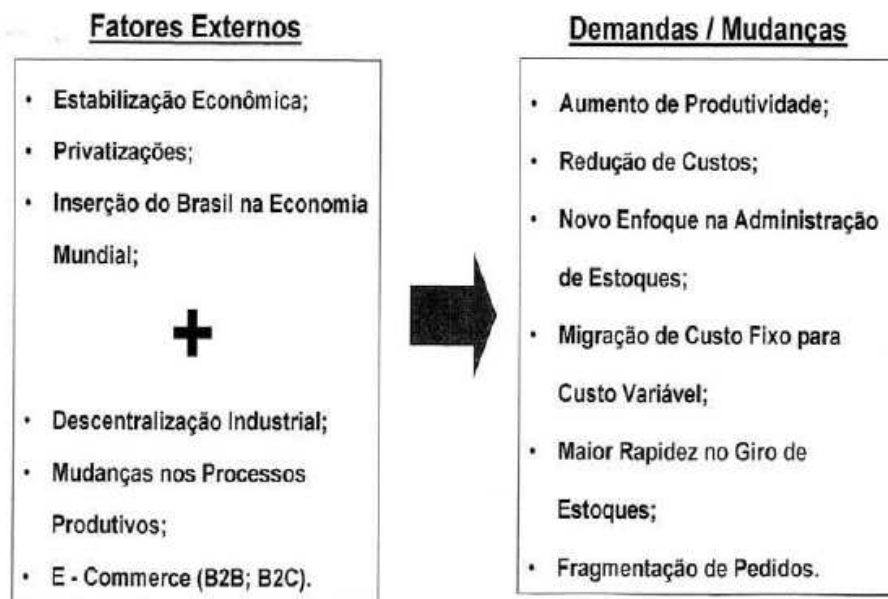 Fatores Externos
• Estabilização Econômica;
• Privatizações;
• Inserção do Brasil na Economia
Mundial;
+
• Descentralização Industrial;
• Mudanças nos Processos
Produtivos;
• E - Commerce (B2B; B2C).
Demandas / Mudanças
• Aumento de Produtividade;
• Redução de Custos;
• Novo Enfoque na Administração
de Estoques;
• Migração de Custo Fixo para
Custo Variável;
• Maior Rapidez no Giro de
Estoques;
• Fragmentação de Pedidos.